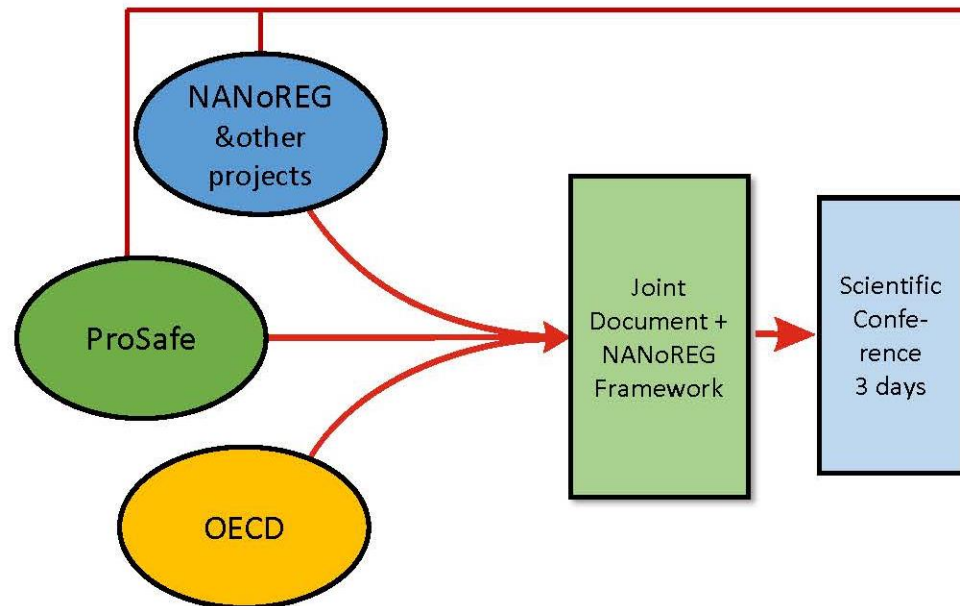 NANoREG
&other
projects
ProSafe
OECD
Joint
Document +
NANoREG
Framework
Scientific
Confe-
rence
3 days